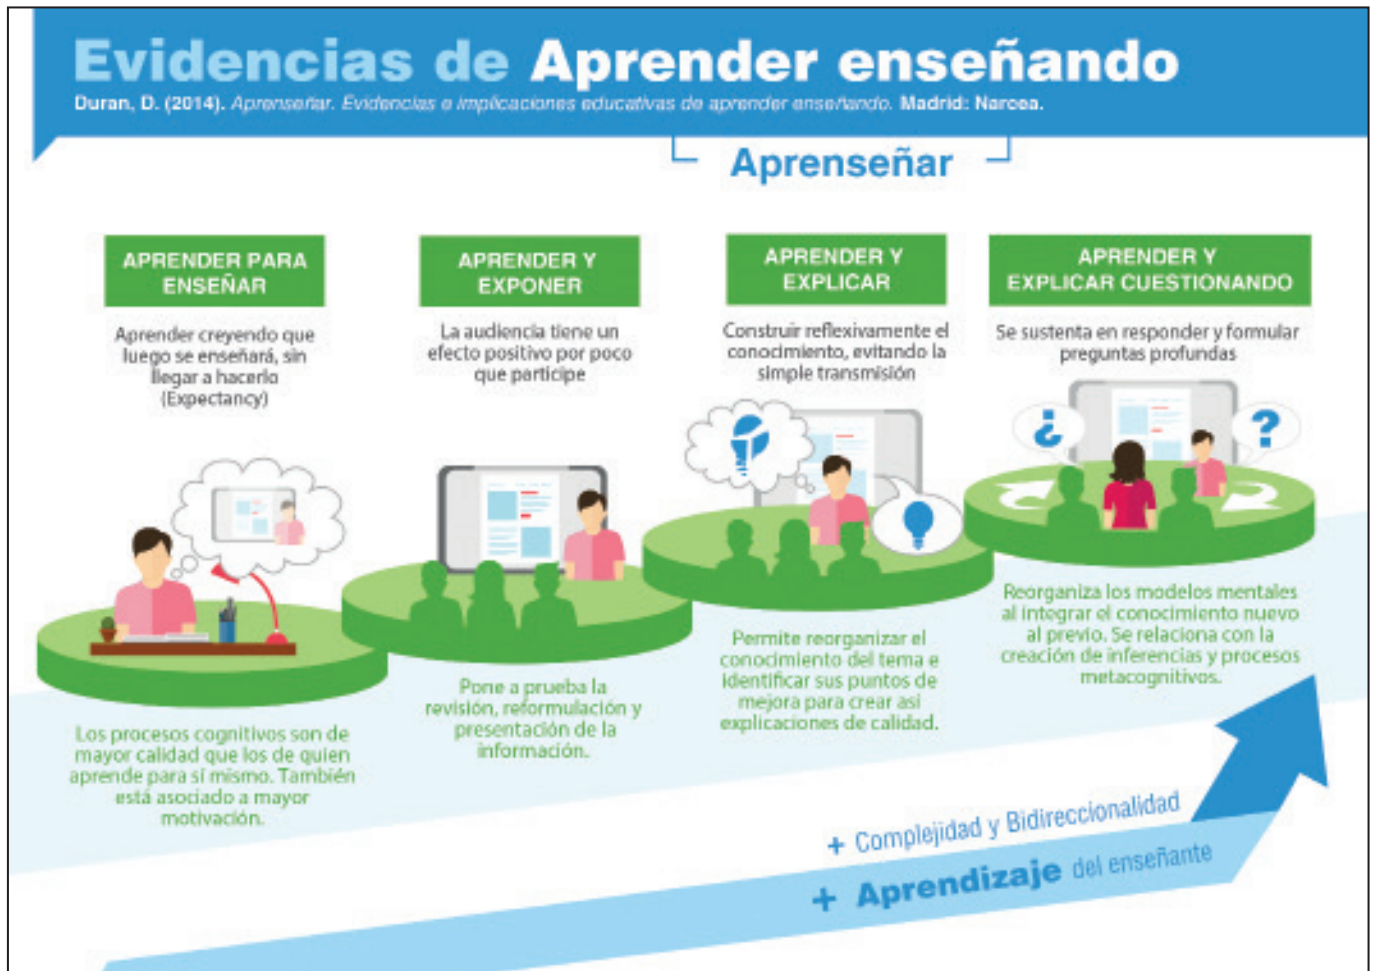 Evidencias de Aprender enseñando
Duran, D. (2014). Aprenseñar. Evidencias e implicaciones educativas de aprender enseñando. Madrid: Narcea.
Aprenseñar
APRENDER PARA
ENSEÑAR
Aprender creyendo que
luego se enseñará, sin
llegar a hacerlo
(Expectancy)
Los procesos cognitivos son de
mayor calidad que los de quien
aprende para sí mismo. También
está asociado a mayor
motivación.
APRENDER Y
EXPONER
La audiencia tiene un
efecto positivo por poco
que participe
Pone a prueba la
revisión, reformulación y
presentación de la
información.
APRENDER Y
EXPLICAR
Construir reflexivamente el
conocimiento, evitando la
simple transmisión
Permite reorganizar el
conocimiento del tema e
identificar sus puntos de
mejora para crear así
explicaciones de calidad.
APRENDER Y
EXPLICAR CUESTIONANDO
Se sustenta en responder y formular
preguntas profundas
¿
?
Reorganiza los modelos mentales
al integrar el conocimiento nuevo
al previo. Se relaciona con la
creación de inferencias y procesos
metacognitivos.
+ Complejidad y Bidireccionalidad
+ Aprendizaje del enseñante